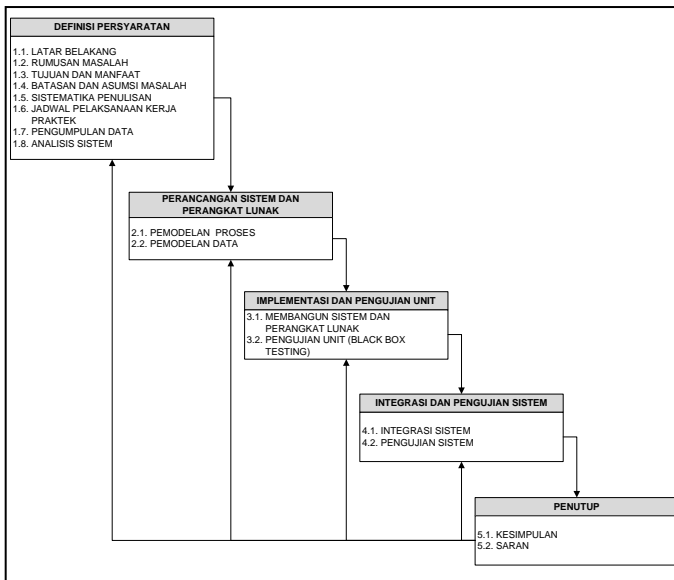 DEFINISI PERSYARATAN
1.1. LATAR BELAKANG
1.2. RUMUSAN MASALAH
1.3. TUJUAN DAN MANFAAT
1.4. BATASAN DAN ASUMSI MASALAH
1.5. SISTEMATIKA PENULISAN
1.6. JADWAL PELAKSANAAN KERJA
PRAKTEK
1.7. PENGUMPULAN DATA
1.8. ANALISIS SISTEM
PERANCANGAN SISTEM DAN
PERANGKAT LUNAK
2.1. PEMODELAN PROSES
2.2. PEMODELAN DATA
IMPLEMENTASI DAN PENGUJIAN UNIT
3.1. MEMBANGUN SISTEM DAN
PERANGKAT LUNAK
3.2. PENGUJIAN UNIT (BLACK BOX
TESTING)
INTEGRASI DAN PENGUJIAN SISTEM
4.1. INTEGRASI SISTEM
4.2. PENGUJIAN SISTEM
PENUTUP
5.1. KESIMPULAN
5.2. SARAN